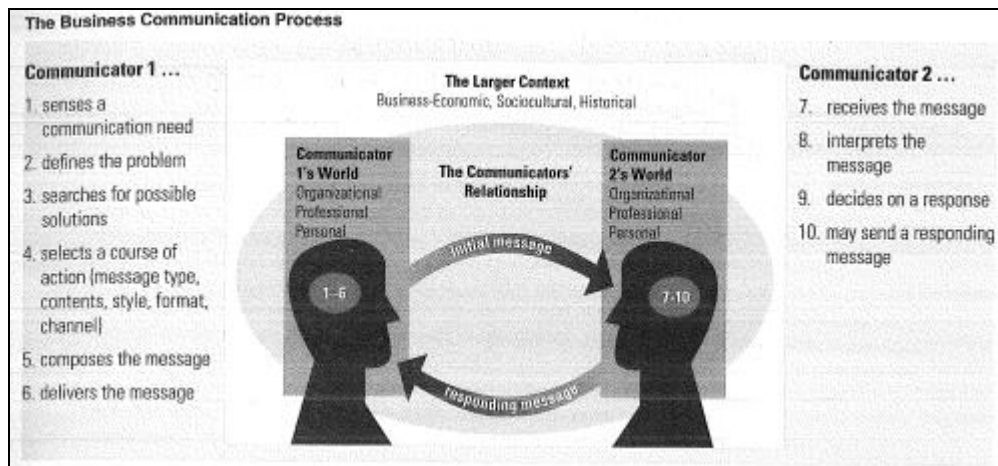 The Business Communication Process
Communicator 1 ...
1. senses a
communication need
2. defines the problem
3. searches for possible
solutions
4. selects a course of
action (message type,
contents, style, format,
channel)
5. composes the message
6. delivers the message
The Larger Context
Business-Economic, Sociocultural, Historical
Communicator
1's World
Organizational
Professional
Personal
The Communicators'
Relationship
Communicator
2's World
Organizational
Professional
Personal
initial message
1–6
7-10
responding message
Communicator 2 ...
7. receives the message
8. interprets the
message
9. decides on a response
10. may send a responding
message